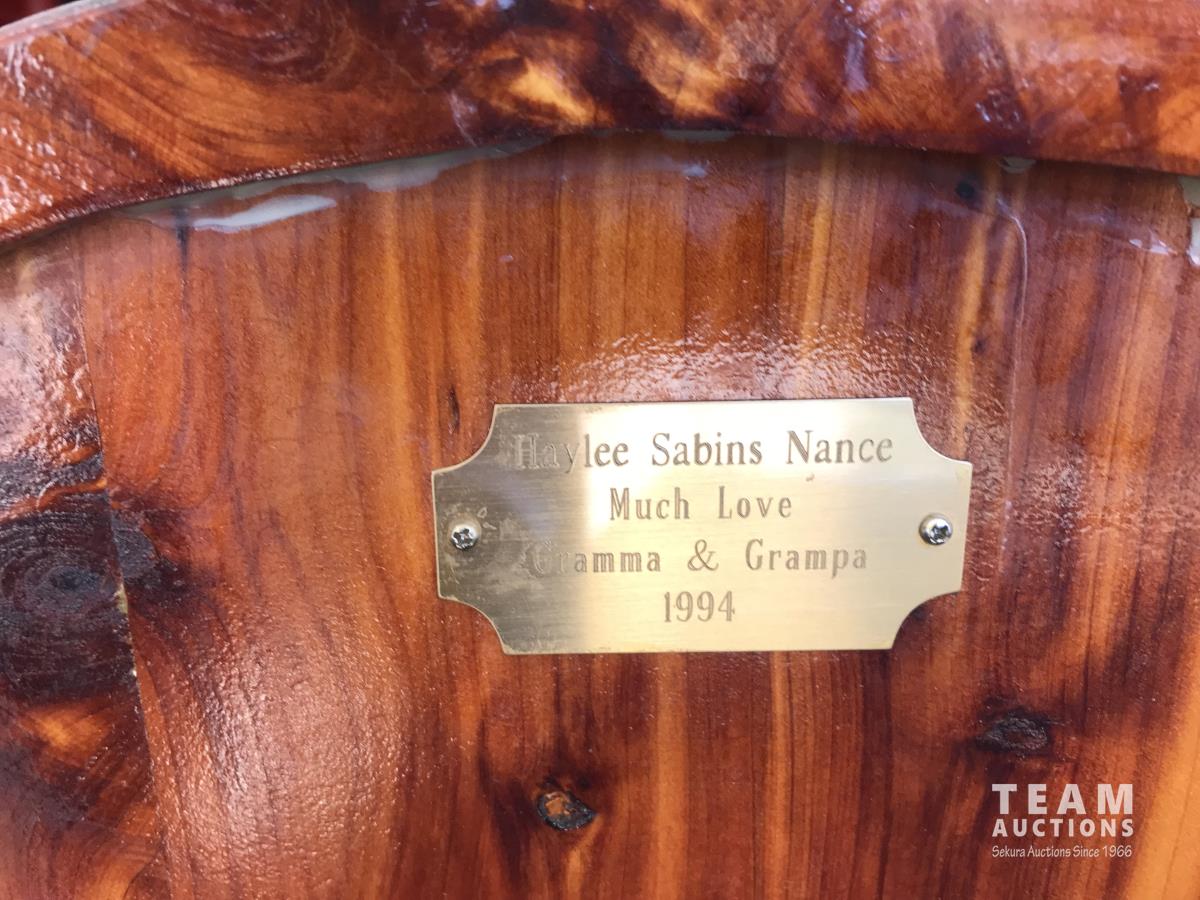 Haylee Sabins Nance
Much Love
Gramma & Grampa
1994
TEAM
AUCTIONS
Sekura Auctions Since 1966